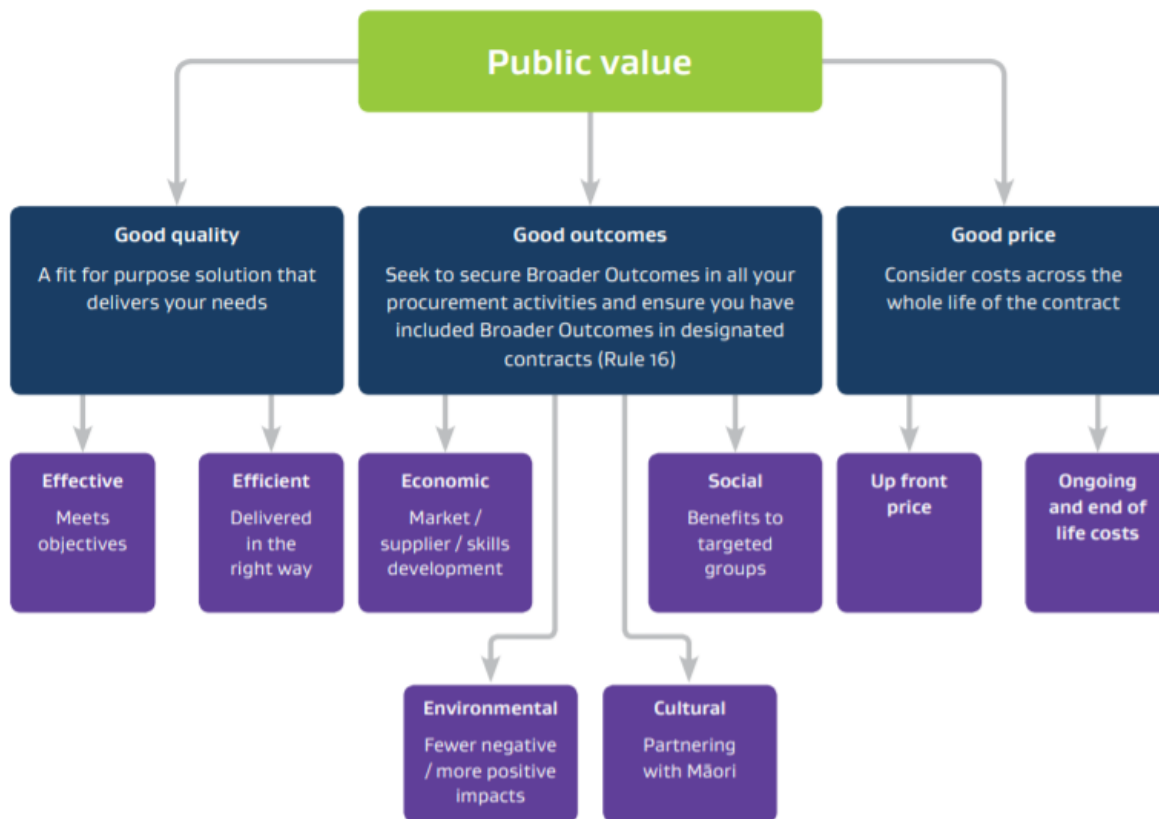 Public value
Good quality
A fit for purpose solution that
delivers your needs
Good outcomes
Seek to secure Broader Outcomes in all your
procurement activities and ensure you have
included Broader Outcomes in designated
contracts (Rule 16)
Good price
Consider costs across the
whole life of the contract
Effective
Meets
objectives
Efficient
Delivered
in the
right way
Economic
Market /
supplier / skills
development
Social
Benefits to
targeted
groups
Up front
price
Ongoing
and end of
life costs
Environmental
Fewer negative
/ more positive
impacts
Cultural
Partnering
with Māori